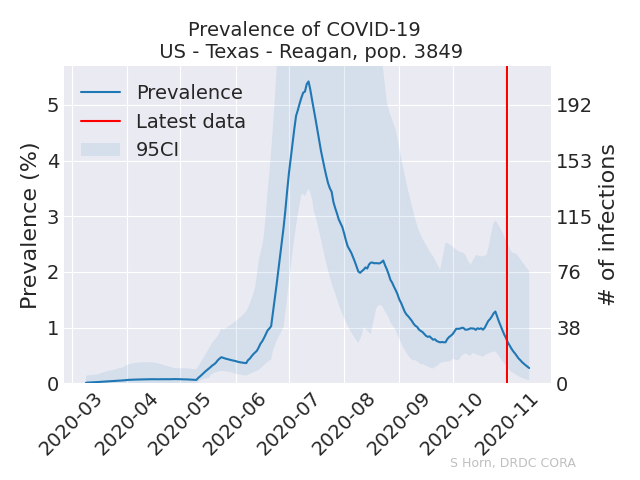 Prevalence of COVID-19
US - Texas - Reagan, pop. 3849
Prevalence
Latest data
95CI
Prevalence (%)
5
4
3
2
1
0
192
153
115
76
38
0
# of infections
2020-03
2020-04
2020-05
2020-06
2020-07
2020-08
2020-09
2020-10
2020-11
S Horn, DRDC CORA